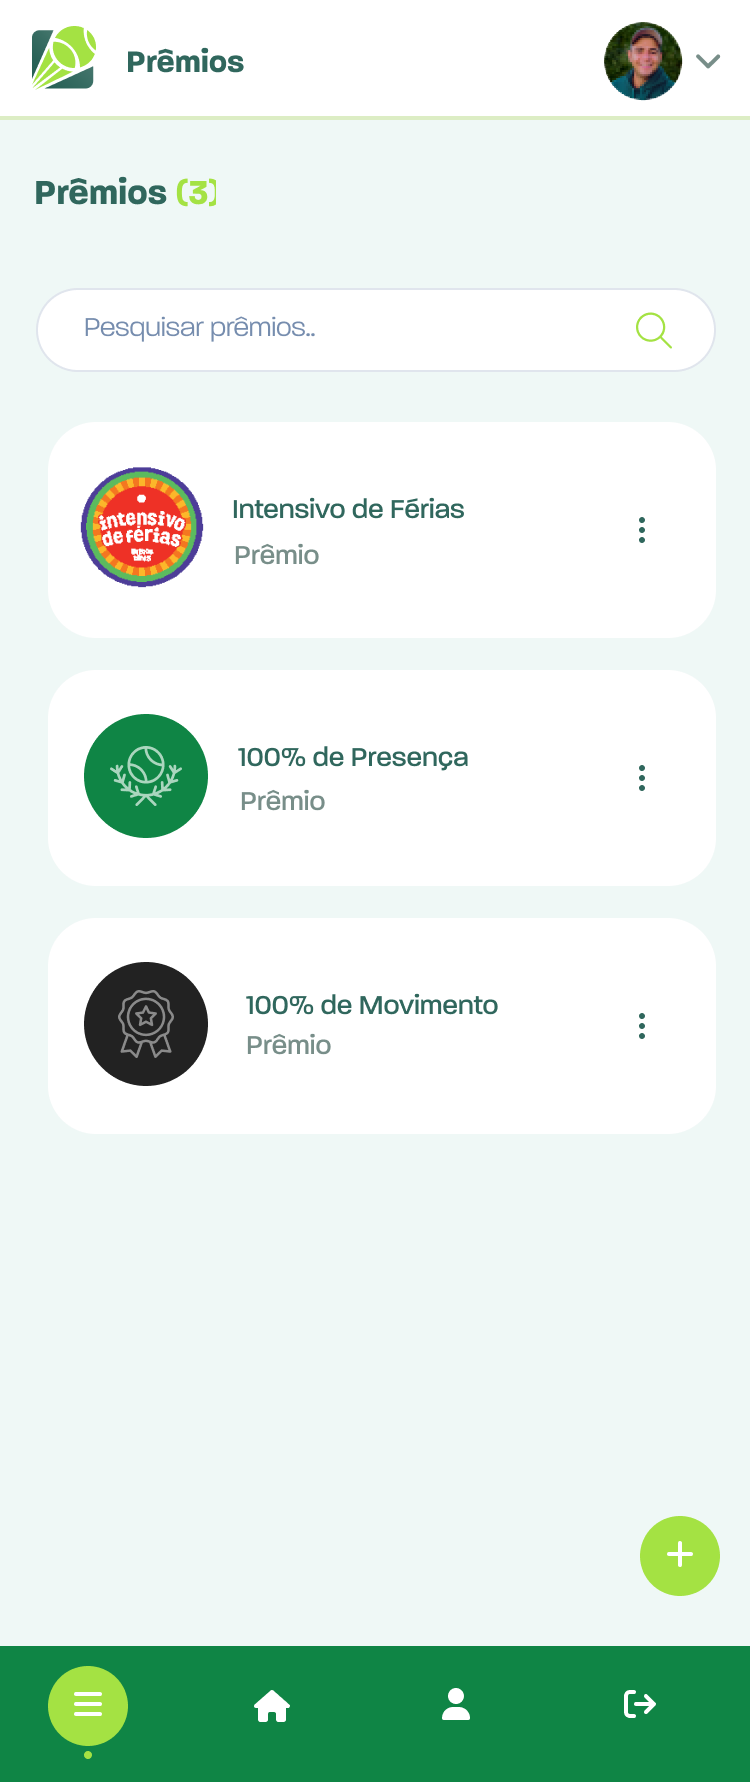 Prêmios
Prêmios (3)
Pesquisar prêmios..
intensivo
de férias
Intensivo de Férias
Prêmio
100% de Presença
Prêmio
100% de Movimento
Prêmio